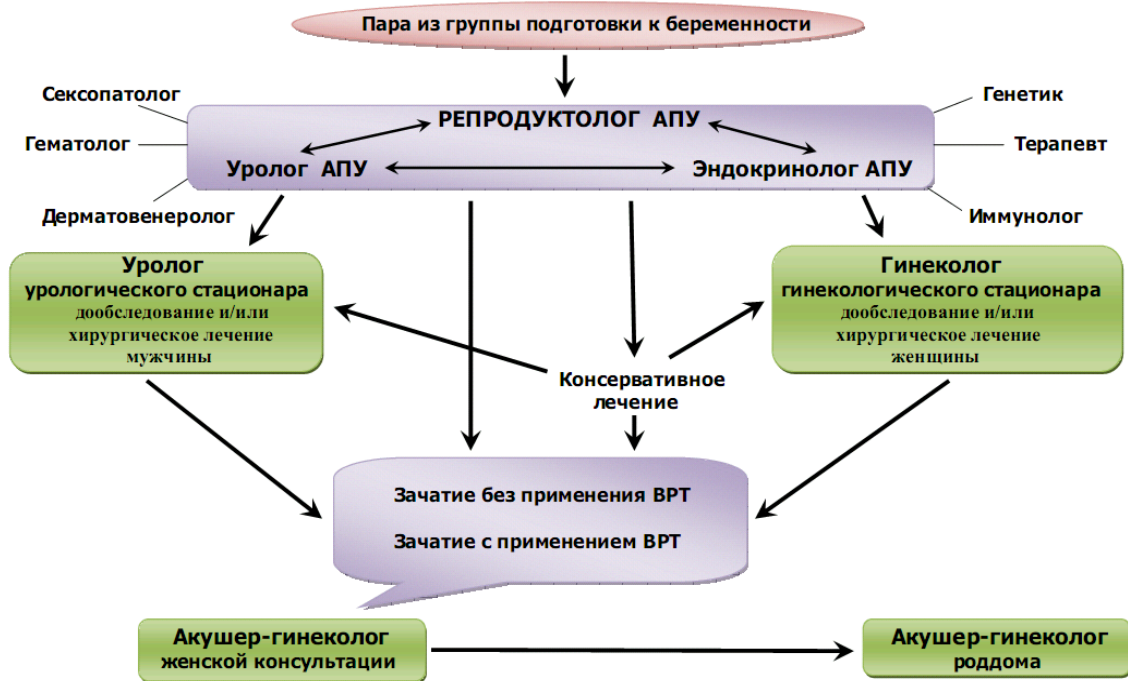 Пара из группы подготовки к беременности
Сексопатолог
Гематолог
Дерматовенеролог
РЕПРОДУКТОЛОГ АПУ
Уролог АПУ
Эндокринолог АПУ
Генетик
Терапевт
Иммунолог
Уролог
урологического стационара
дообследование и/или
хирургическое лечение
мужчины
Гинеколог
гинекологического стационара
дообследование и/или
хирургическое лечение
женщины
Консервативное
лечение
Зачатие без применения ВРТ
Зачатие с применением ВРТ
Акушер-гинеколог
женской консультации
Акушер-гинеколог
роддома